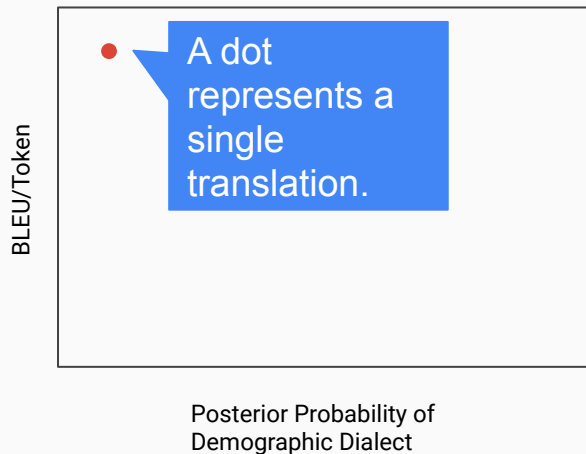 A dot
represents a
single
translation.
BLEU/Token
Posterior Probability of
Demographic Dialect